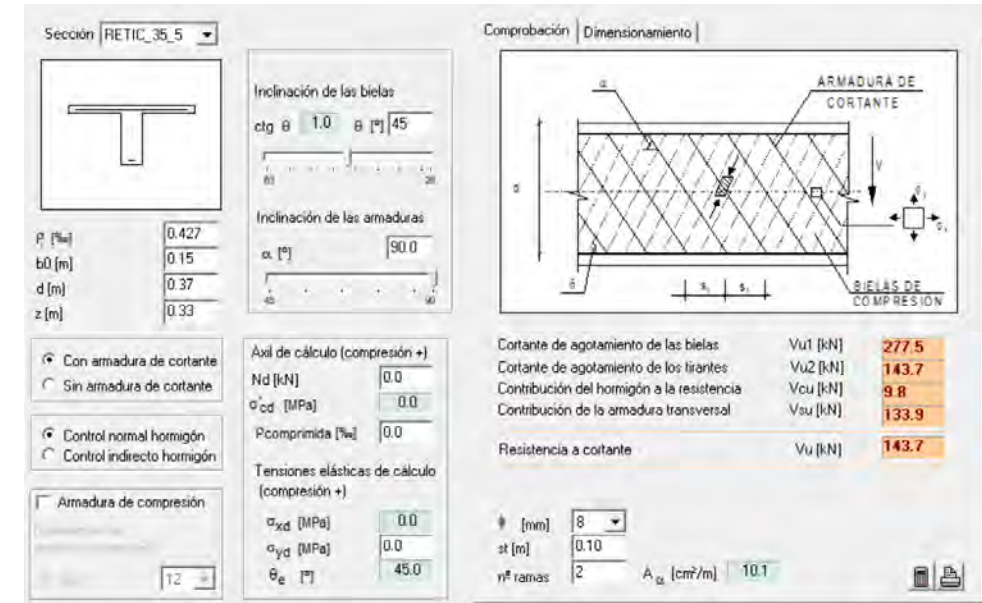 Sección RETIC_35_5
ρ [‰] 0.427
b0 [m] 0.15
d [m] 0.37
z [m] 0.33
Con armadura de cortante
Sin armadura de cortante
Control normal hormigón
Control indirecto hormigón
Armadura de compresión
12
Inclinación de las bielas
ctg θ 1.0 θ [º] 45
Inclinación de las armaduras
α [º] 90.0
45 90
Axil de cálculo (compresión +)
Nd [kN] 0.0
σ'cd [MPa] 0.0
Ρcomprimida [‰] 0.0
Tensiones elásticas de cálculo
(compresión +)
σxd [MPa] 0.0
σyd [MPa] 0.0
θe [º] 45.0
Comprobación Dimensionamiento
α
ARMADURA DE
CORTANTE
d
V
θ
st st
BIELAS DE
COMPRESION
Cortante de agotamiento de las bielas Vu1 [kN] 277.5
Cortante de agotamiento de los tirantes Vu2 [kN] 143.7
Contribución del hormigón a la resistencia Vcu [kN] 9.8
Contribución de la armadura transversal Vsu [kN] 133.9
Resistencia a cortante Vu [kN] 143.7
ϕ [mm] 8
st [m] 0.10
nº ramas 2 Aα [cm²/m] 10.1